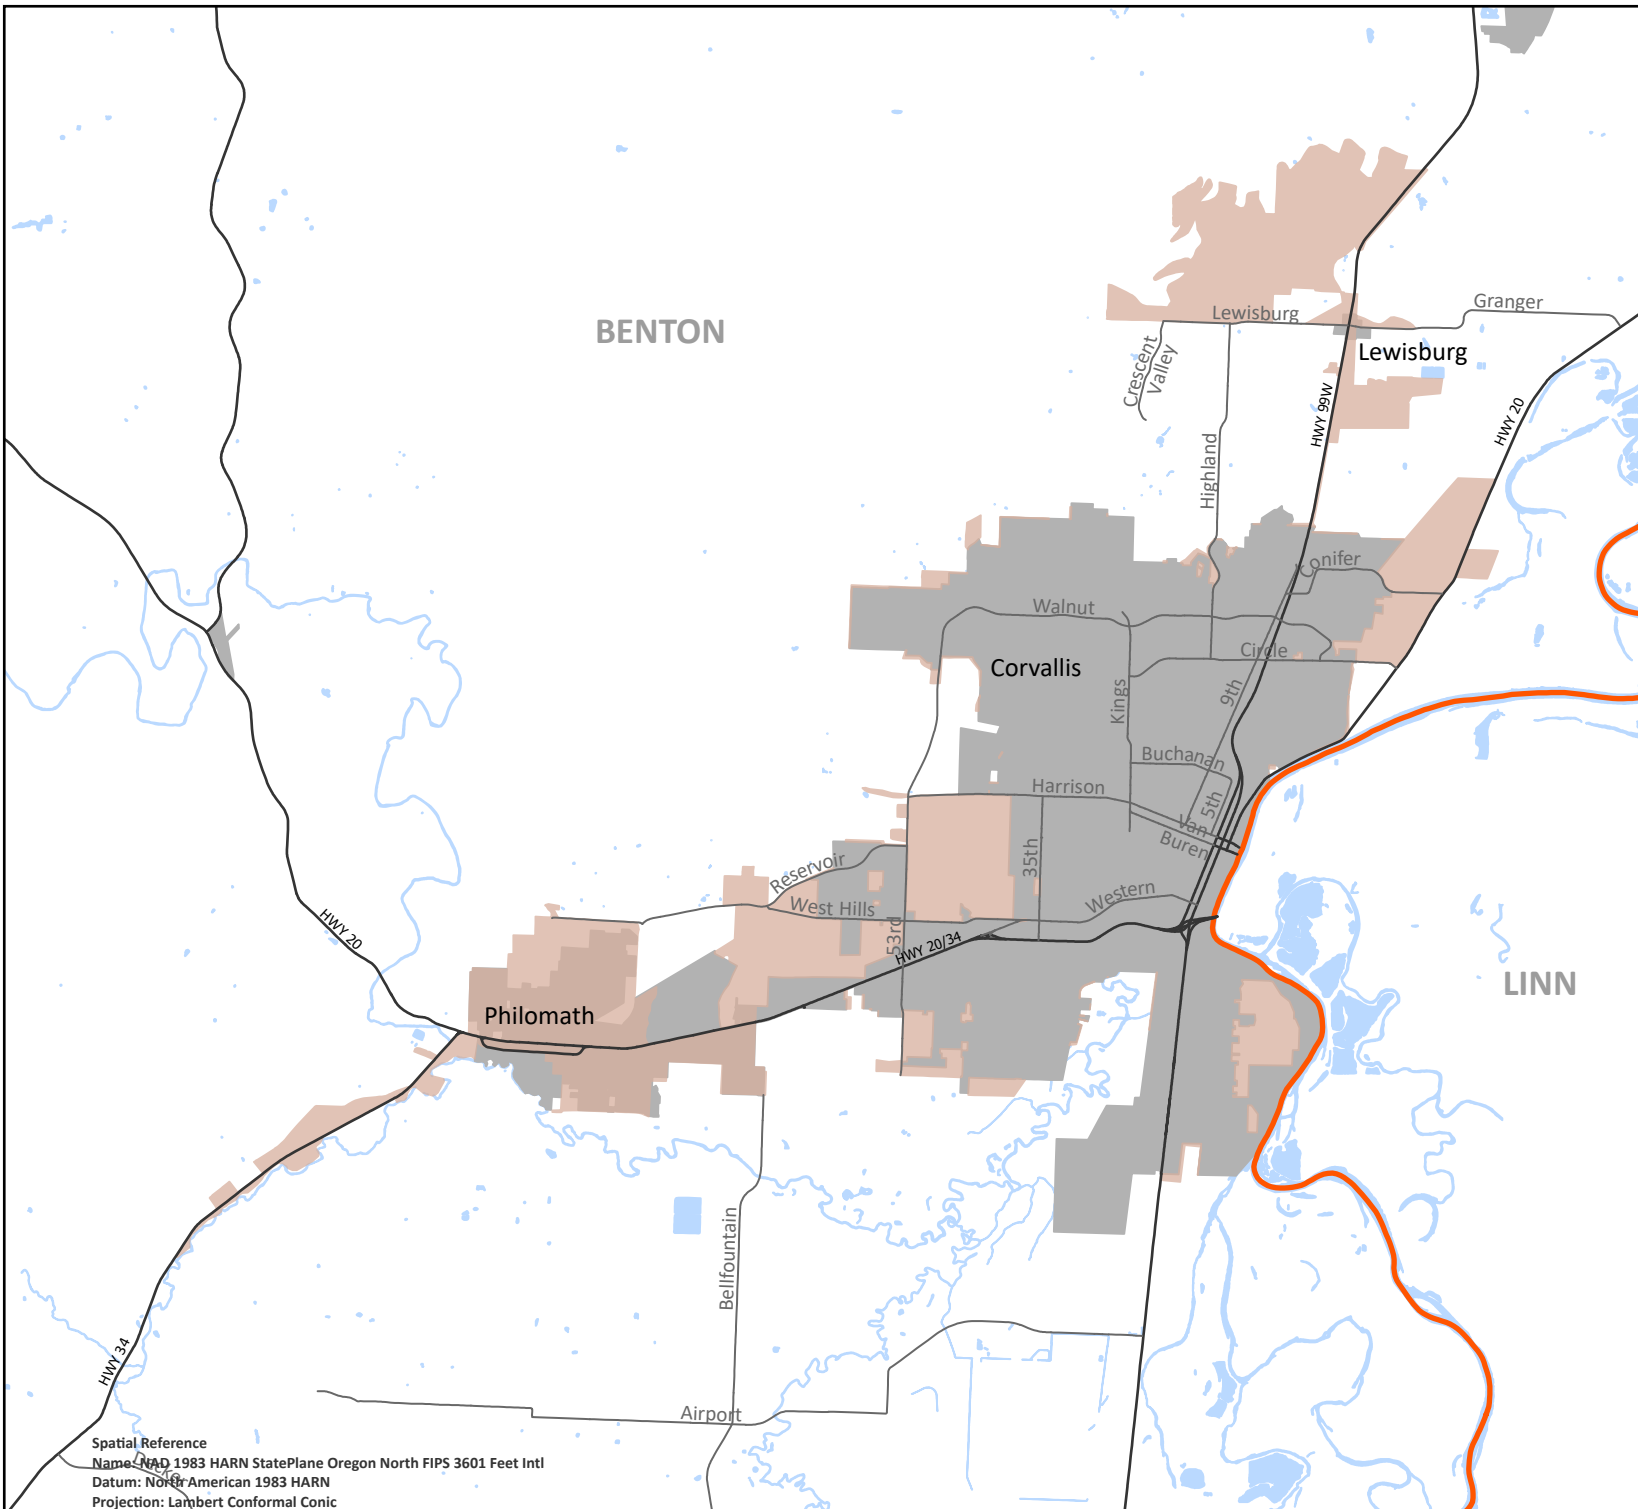 Granger
Lewisburg
BENTON
Lewisburg
Crescent
Valley
HWY 99W
HWY 20
Highland
Conifer
Walnut
Circle
Corvallis
Kings
9th
Buchanan
Harrison
5th
Van
Buren
35th
Reservoir
Western
West Hills
53rd
HWY 20/34
HWY 20
LINN
Philomath
Bellfountain
HWY 34
Airport
Spatial Reference
Name: NAD 1983 HARN StatePlane Oregon North FIPS 3601 Feet Intl
Datum: North American 1983 HARN
Projection: Lambert Conformal Conic